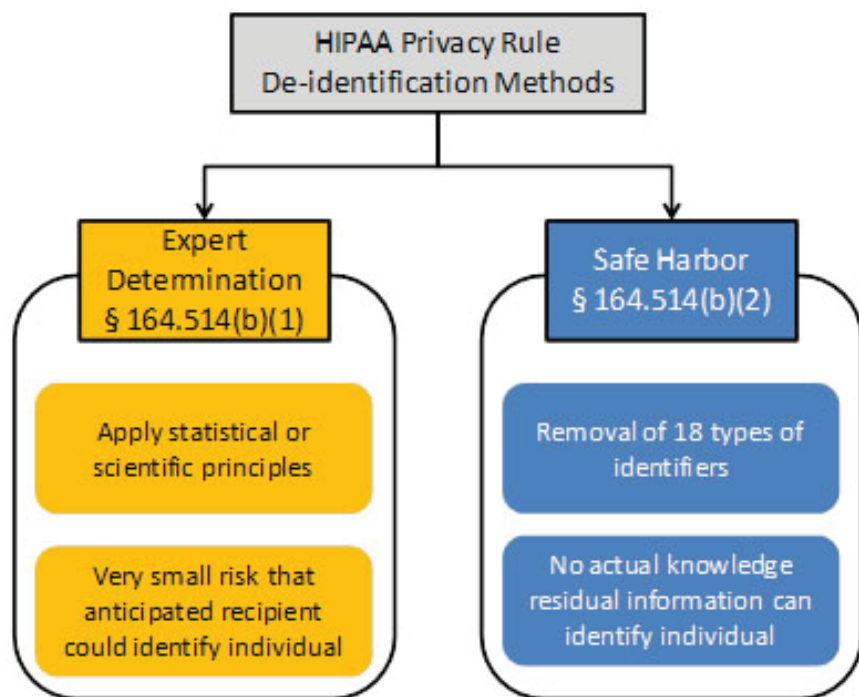 HIPAA Privacy Rule
De-identification Methods
Expert
Determination
§ 164.514(b)(1)
Apply statistical or
scientific principles
Very small risk that
anticipated recipient
could identify individual
Safe Harbor
§ 164.514(b)(2)
Removal of 18 types of
identifiers
No actual knowledge
residual information can
identify individual